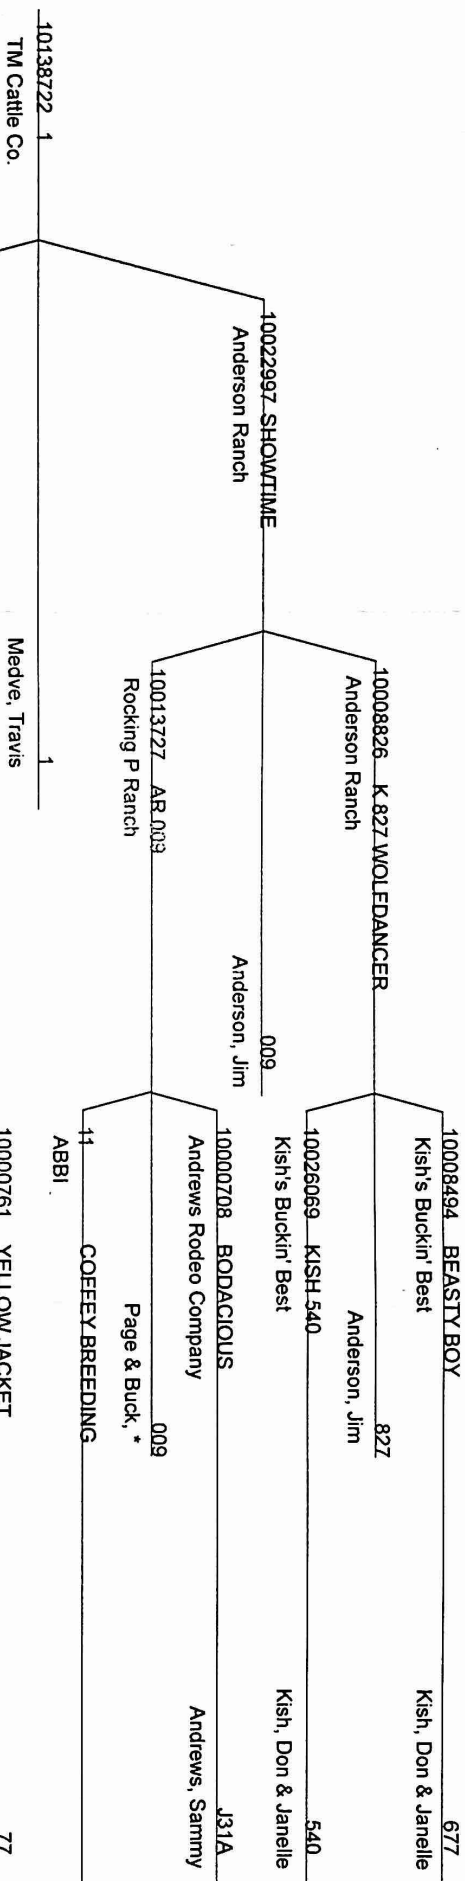 10138722 1
TM Cattle Co.
1
Medve, Travis
10022997 SHOWTIME
Anderson Ranch
009
Anderson, Jim
10008826 K 827 WOLFDANCER
Anderson Ranch
827
Anderson, Jim
10013727 AR 009
Rocking P Ranch
009
Page & Buck, *
10008494 BEASTY BOY
Kish's Buckin' Best
677
Kish, Don & Janelle
10026069 KISH 540
Kish's Buckin' Best
540
Kish, Don & Janelle
10000708 BODACIOUS
Andrews Rodeo Company
J31A
Andrews, Sammy
11 COFFEY BREEDING
ABBI
10000761 YELLOW JACKET
77